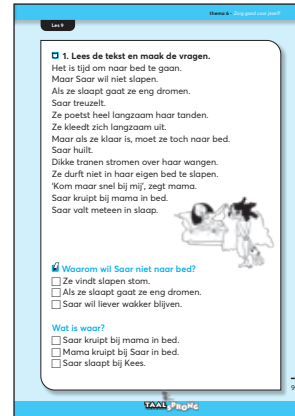 thema 6 - Zorg goed voor jezelf!
Les 9
1. Lees de tekst en maak de vragen.
Het is tijd om naar bed te gaan.
Maar Saar wil niet slapen.
Als ze slaapt gaat ze eng dromen.
Saar treuzelt.
Ze poetst heel langzaam haar tanden.
Ze kleedt zich langzaam uit.
Maar als ze klaar is, moet ze toch naar bed.
Saar huilt.
Dikke tranen stromen over haar wangen.
Ze durft niet in haar eigen bed te slapen.
'Kom maar snel bij mij', zegt mama.
Saar kruipt bij mama in bed.
Saar valt meteen in slaap.
Waarom wil Saar niet naar bed?
Ze vindt slapen stom.
Als ze slaapt gaat ze eng dromen.
Saar wil liever wakker blijven.
Wat is waar?
Saar kruipt bij mama in bed.
Mama kruipt bij Saar in bed.
Saar slaapt bij Kees.
9
TAALSPRONG